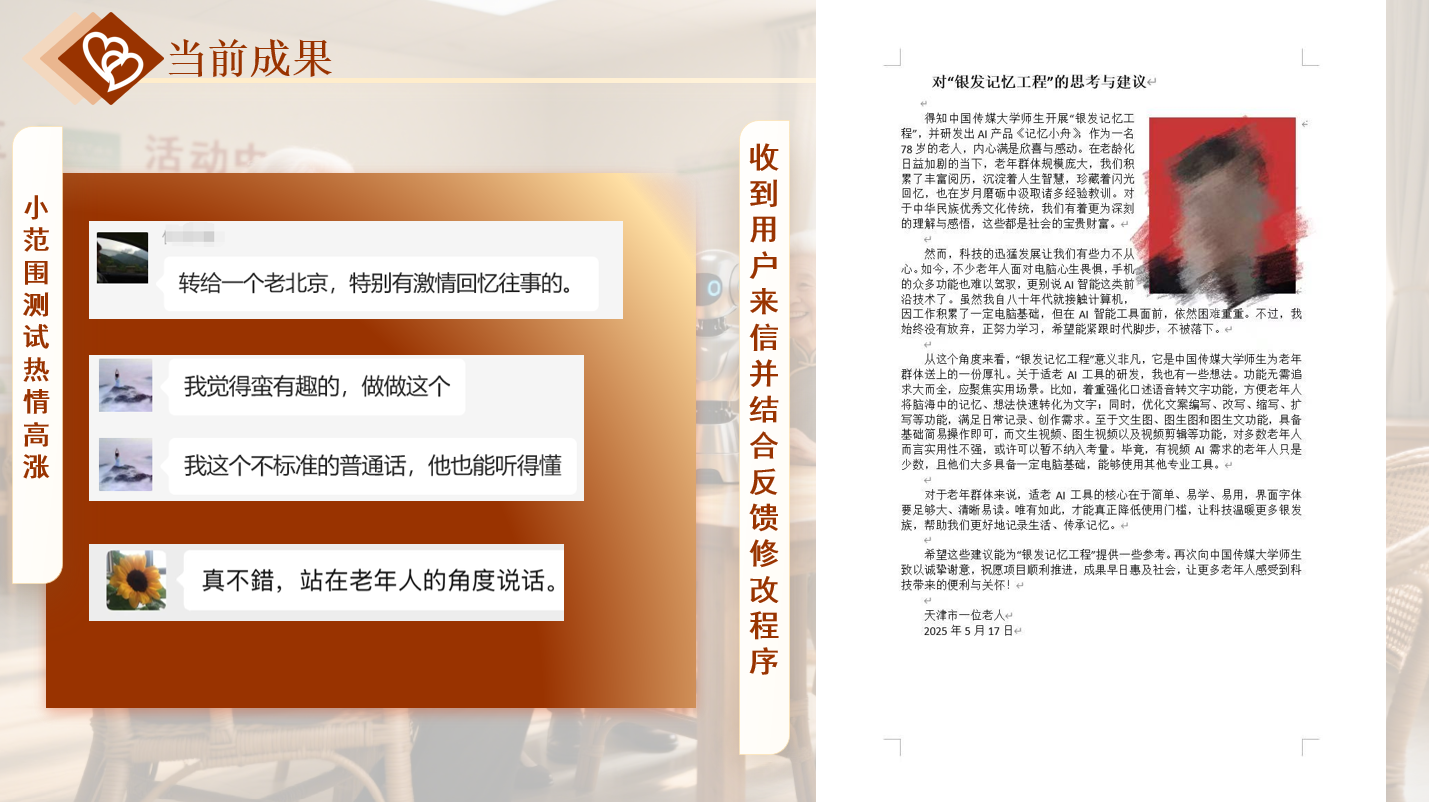 当前成果
活动中
小范围测试热情高涨
转给一个老北京，特别有激情回忆往事的。
我觉得蛮有趣的，做做这个
我这个不标准的普通话，他也能听得懂
真不錯，站在老年人的角度说话。
收到用户来信并结合反馈修改程序
对“银发记忆工程”的思考与建议
得知中国传媒大学师生开展“银发记忆工
程”，并研发出 AI 产品《记忆小舟》，作为一名
78 岁的老人，内心满是欣喜与感动。在老龄化
日益加剧的当下，老年群体规模庞大，我们积
累了丰富阅历，沉淀着人生智慧，珍藏着闪光
回忆，也在岁月磨砺中汲取诸多经验教训。对
于中华民族优秀文化传统，我们有着更为深刻
的理解与感悟，这些都是社会的宝贵财富。
然而，科技的迅猛发展让我们有些力不从
心。如今，不少老年人面对电脑心生畏惧，手机
的众多功能也难以驾驭，更别说 AI 智能这类前
沿技术了。虽然我自八十年代就接触计算机，
因工作积累了一定电脑基础，但在 AI 智能工具面前，依然困难重重。不过，我
始终没有放弃，正努力学习，希望能紧跟时代脚步，不被落下。
从这个角度来看，“银发记忆工程”意义非凡，它是中国传媒大学师生为老年
群体送上的一份厚礼。关于适老 AI 工具的研发，我也有一些想法。功能无需追
求大而全，应聚焦实用场景。比如，着重强化口述语音转文字功能，方便老年人
将脑海中的记忆、想法快速转化为文字；同时，优化文案编写、改写、缩写、扩
写等功能，满足日常记录、创作需求。至于文生图、图生图和图生文功能，具备
基础简易操作即可，而文生视频、图生视频以及视频剪辑等功能，对多数老年人
而言实用性不强，或许可以暂不纳入考量。毕竟，有视频 AI 需求的老年人只是
少数，且他们大多具备一定电脑基础，能够使用其他专业工具。
对于老年群体来说，适老 AI 工具的核心在于简单、易学、易用，界面字体
要足够大、清晰易读。唯有如此，才能真正降低使用门槛，让科技温暖更多银发
族，帮助我们更好地记录生活、传承记忆。
希望这些建议能为“银发记忆工程”提供一些参考。再次向中国传媒大学师生
致以诚挚谢意，祝愿项目顺利推进，成果早日惠及社会，让更多老年人感受到科
技带来的便利与关怀！
天津市一位老人
2025 年 5 月 17 日